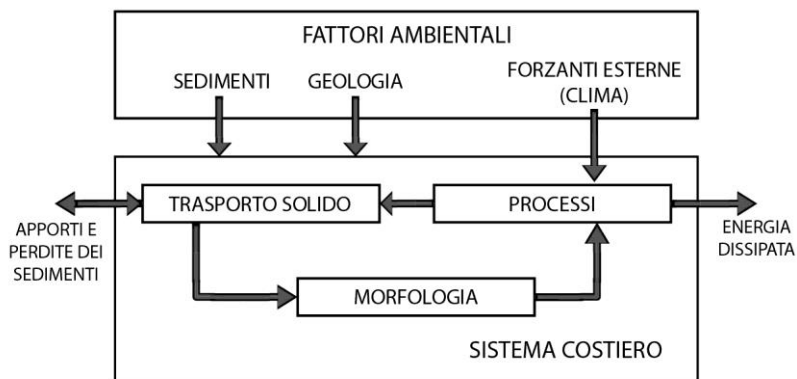 FATTORI AMBIENTALI
SEDIMENTI
GEOLOGIA
FORZANTI ESTERNE
(CLIMA)
TRASPORTO SOLIDO
PROCESSI
APPORTI E
PERDITE DEI
SEDIMENTI
ENERGIA
DISSIPATA
MORFOLOGIA
SISTEMA COSTIERO